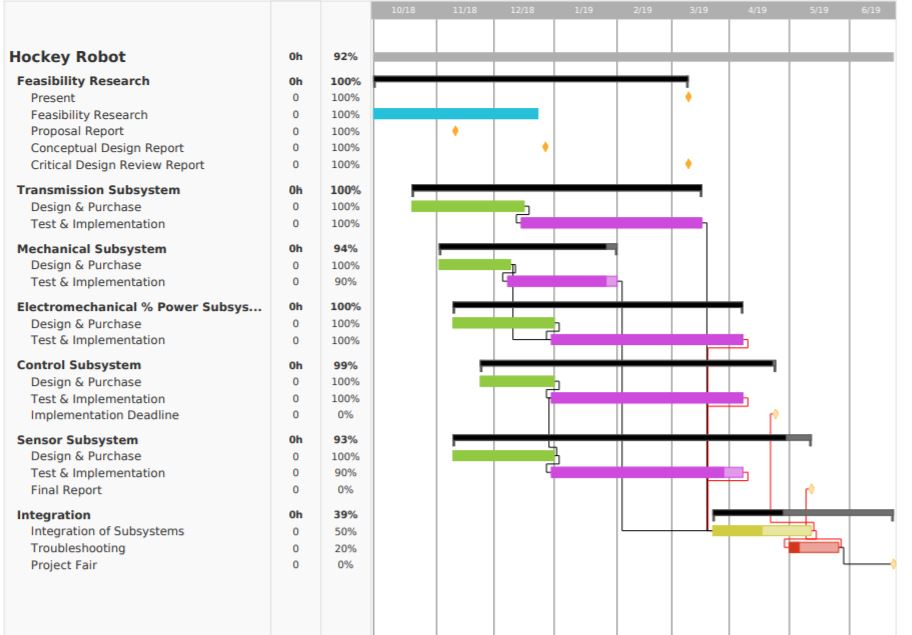 10/18 11/18 12/18 1/19 2/19 3/19 4/19 5/19 6/19
Hockey Robot 0h 92%
Feasibility Research 0h 100%
Present 0 100%
Feasibility Research 0 100%
Proposal Report 0 100%
Conceptual Design Report 0 100%
Critical Design Review Report 0 100%
Transmission Subsystem 0h 100%
Design & Purchase 0 100%
Test & Implementation 0 100%
Mechanical Subsystem 0h 94%
Design & Purchase 0 100%
Test & Implementation 0 90%
Electromechanical % Power Subsys... 0h 100%
Design & Purchase 0 100%
Test & Implementation 0 100%
Control Subsystem 0h 99%
Design & Purchase 0 100%
Test & Implementation 0 100%
Implementation Deadline 0 0%
Sensor Subsystem 0h 93%
Design & Purchase 0 100%
Test & Implementation 0 90%
Final Report 0 0%
Integration 0h 39%
Integration of Subsystems 0 50%
Troubleshooting 0 20%
Project Fair 0 0%